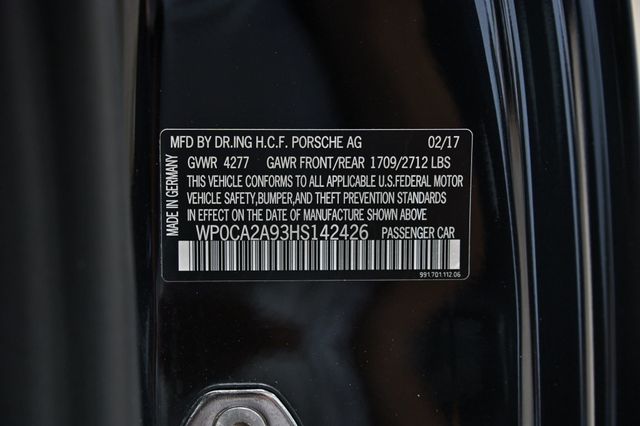 MFD BY DR.ING H.C.F. PORSCHE AG 02/17
GVWR 4277 GAWR FRONT/REAR 1709/2712 LBS
THIS VEHICLE CONFORMS TO ALL APPLICABLE U.S.FEDERAL MOTOR
VEHICLE SAFETY,BUMPER,AND THEFT PREVENTION STANDARDS
IN EFFECT ON THE DATE OF MANUFACTURE SHOWN ABOVE
WP0CA2A93HS142426 PASSENGER CAR
991.701.112.06
MADE IN GERMANY